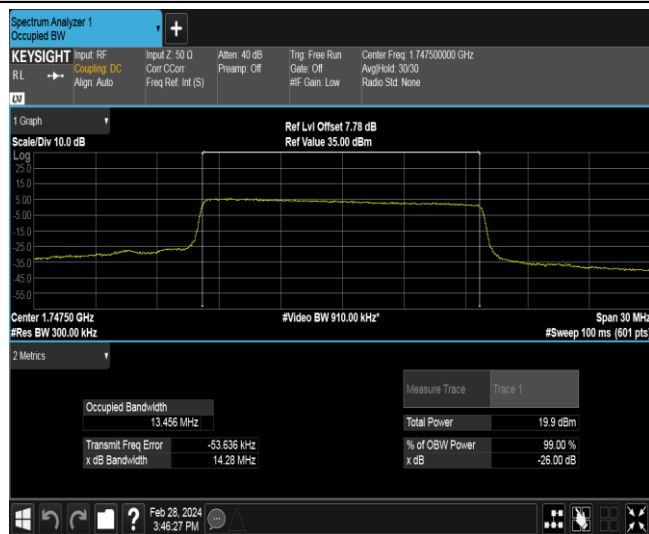 Spectrum Analyzer 1
Occupied BW
+
KEYSIGHT
RL
Input: RF
Coupling: DC
Align: Auto
Input Z: 50 Ω
Corr CCorr
Freq Ref: Int (S)
Atten: 40 dB
Preamp: Off
Trig: Free Run
Gate: Off
#IF Gain: Low
Center Freq: 1.747500000 GHz
Avg|Hold: 30/30
Radio Std: None
LXI
1 Graph
Scale/Div 10.0 dB
Ref Lvl Offset 7.78 dB
Ref Value 35.00 dBm
Log
25.0
15.0
5.00
-5.00
-15.0
-25.0
-35.0
-45.0
-55.0
Center 1.74750 GHz
#Video BW 910.00 kHz*
Span 30 MHz
#Res BW 300.00 kHz
#Sweep 100 ms (601 pts)
2 Metrics
Measure Trace
Trace 1
Occupied Bandwidth
13.456 MHz
Total Power
19.9 dBm
Transmit Freq Error
-53.636 kHz
% of OBW Power
99.00 %
x dB Bandwidth
14.28 MHz
x dB
-26.00 dB
?
Feb 28, 2024
3:46:27 PM